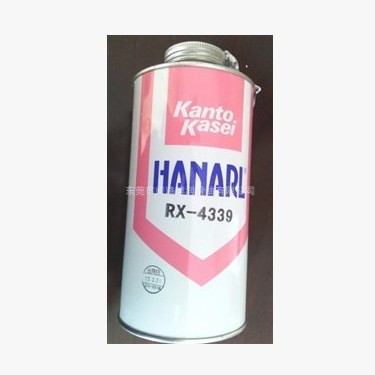 Kanto
Kasei
HANARL
RX-4339